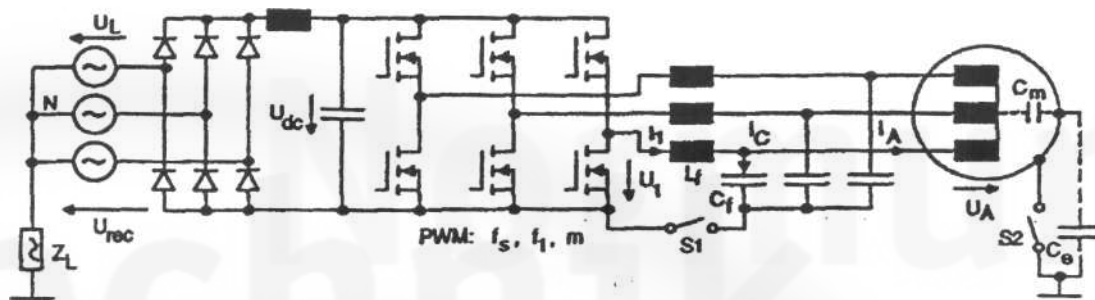 U_L
N
U_dc
U_rec
Z_L
PWM: f_s, f_1, m
I_1
L_f
U_1
S1
I_C
C_f
I_A
C_m
U_A
S2
C_e